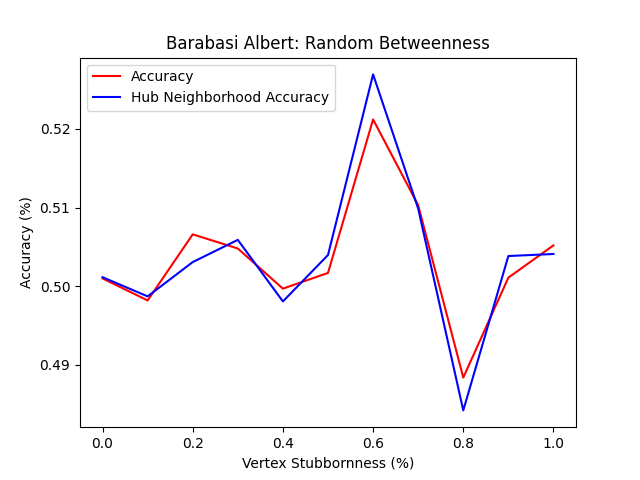 Barabasi Albert: Random Betweenness
Accuracy
Hub Neighborhood Accuracy
Accuracy (%)
0.52
0.51
0.50
0.49
0.0 0.2 0.4 0.6 0.8 1.0
Vertex Stubbornness (%)